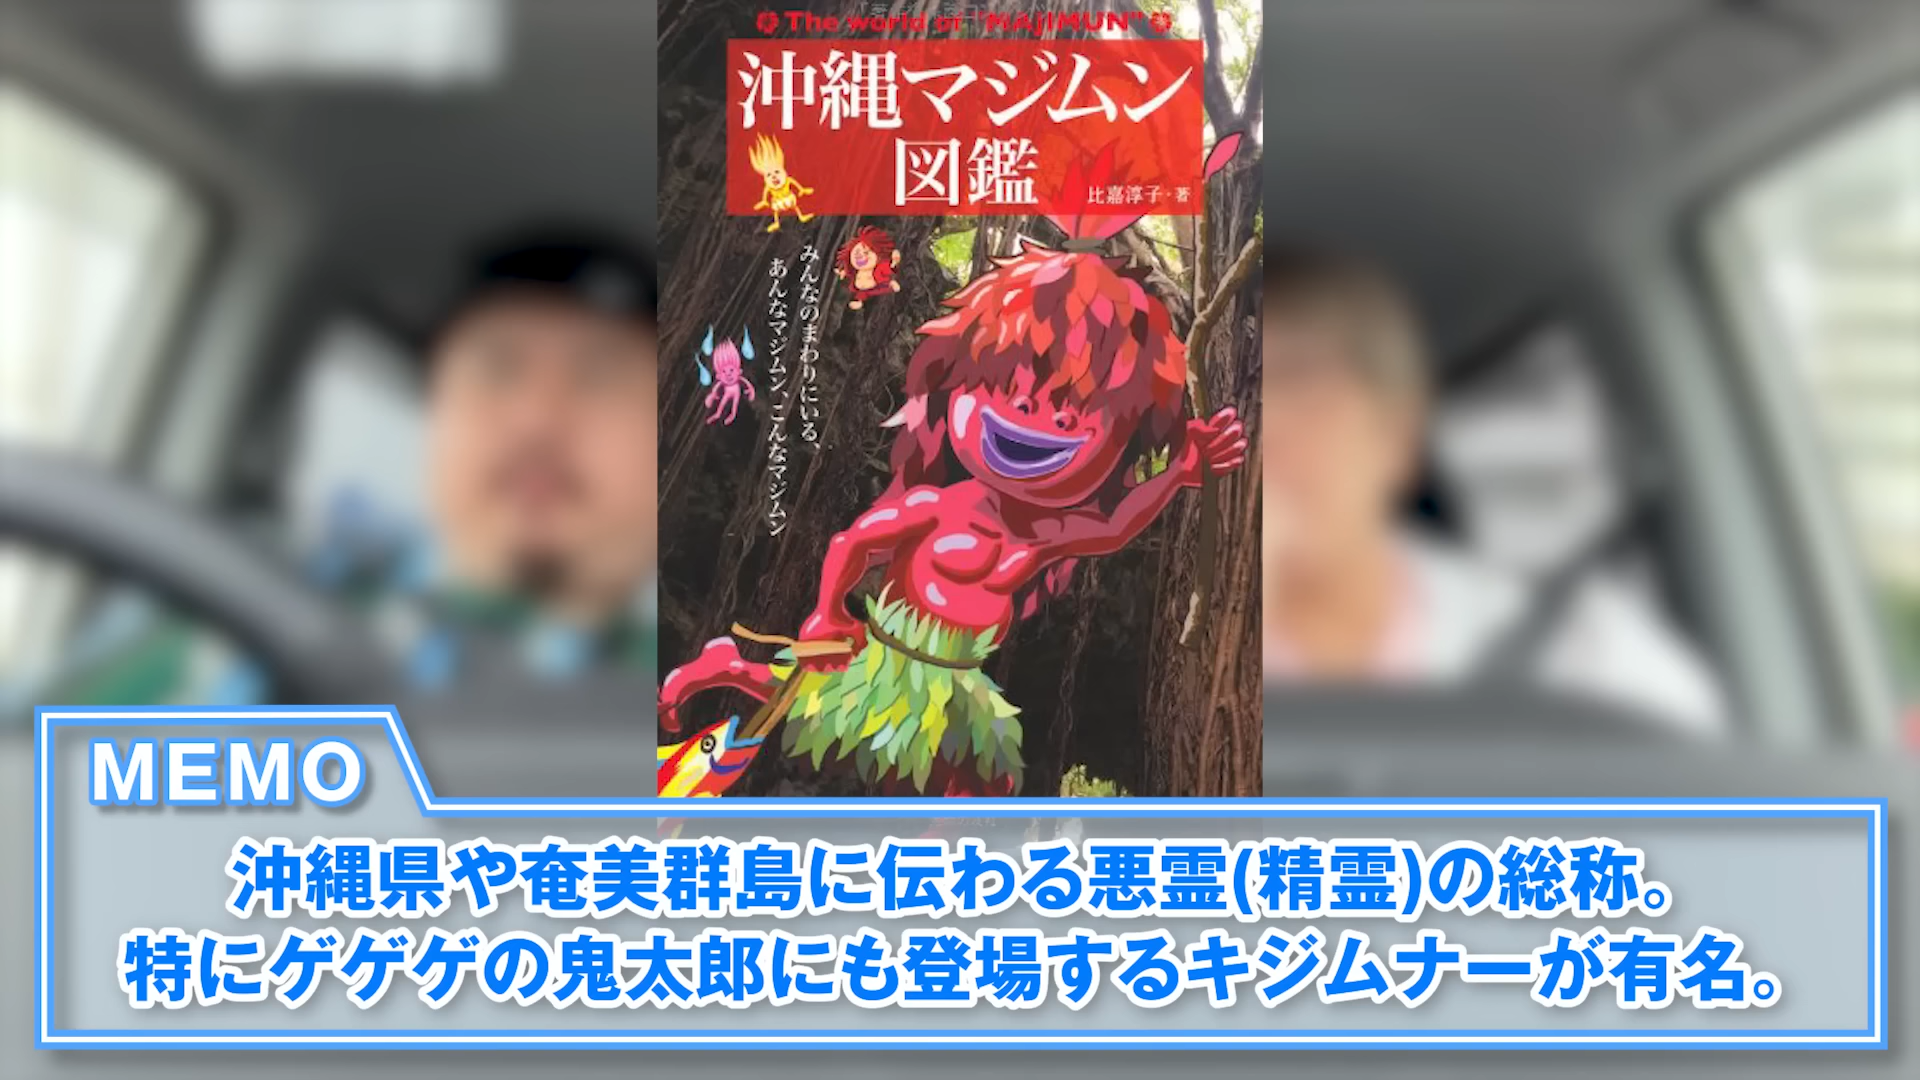 The world of "MAJIMUN"
沖縄マジムン
図鑑
比嘉淳子・著
みんなのまわりにいる、
あんなマジムン、こんなマジムン
MEMO
沖縄県や奄美群島に伝わる悪霊(精霊)の総称。
特にゲゲゲの鬼太郎にも登場するキジムナーが有名。